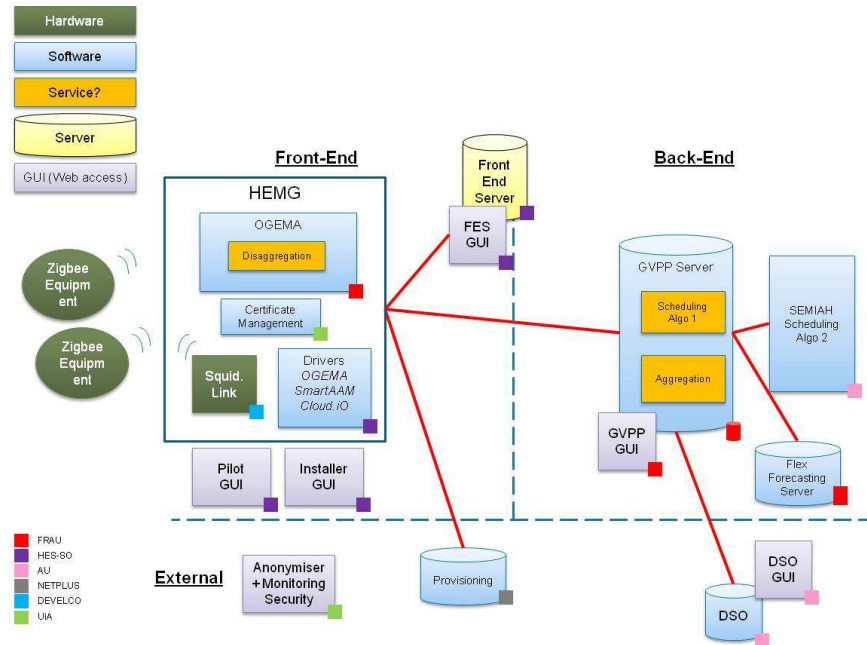 Hardware
Software
Service?
Server
GUI (Web access)
Front-End
Back-End
HEMG
OGEMA
Disaggregation
Certificate
Management
Zigbee
Equipm
ent
Zigbee
Equipm
ent
Squid.
Link
Drivers
OGEMA
SmartAAM
Cloud.iO
Pilot
GUI
Installer
GUI
Front
End
Server
FES
GUI
GVPP Server
Scheduling
Algo 1
Aggregation
GVPP
GUI
SEMIAH
Scheduling
Algo 2
Flex
Forecasting
Server
FRAU
HES-SO
AU
NETPLUS
DEVELCO
UiA
External
Anonymiser
+ Monitoring
Security
Provisioning
DSO
GUI
DSO